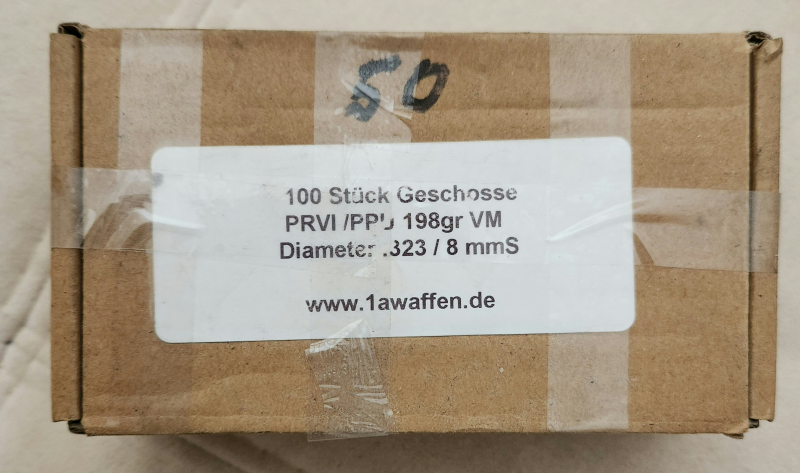 50
100 Stück Geschosse
PRVI /PPU 198gr VM
Diameter .323 / 8 mmS
www.1awaffen.de